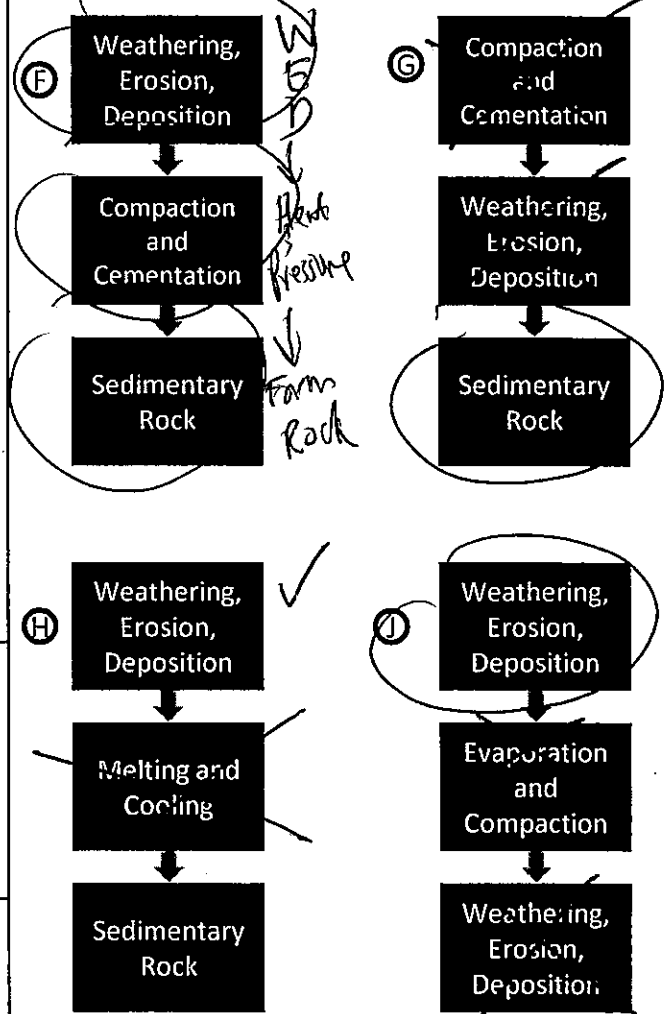 F
Weathering,
Erosion,
Deposition
W
E
D
Compaction
and
Cementation
Heat
&
Pressure
Sedimentary
Rock
Form
Rock
G
Compaction
and
Cementation
Weathering,
Erosion,
Deposition
Sedimentary
Rock
H
Weathering,
Erosion,
Deposition
Melting and
Cooling
Sedimentary
Rock
J
Weathering,
Erosion,
Deposition
Evaporation
and
Compaction
Weathering,
Erosion,
Deposition